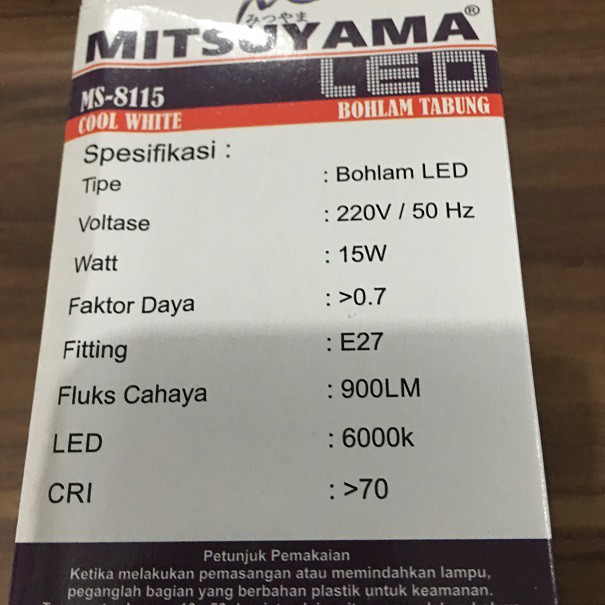 みつやま
MITSUYAMA®
LED
MS-8115
COOL WHITE
BOHLAM TABUNG
Spesifikasi :
Tipe : Bohlam LED
Voltase : 220V / 50 Hz
Watt : 15W
Faktor Daya : >0.7
Fitting : E27
Fluks Cahaya : 900LM
LED : 6000k
CRI : >70
Petunjuk Pemakaian
Ketika melakukan pemasangan atau memindahkan lampu,
peganglah bagian yang berbahan plastik untuk keamanan.